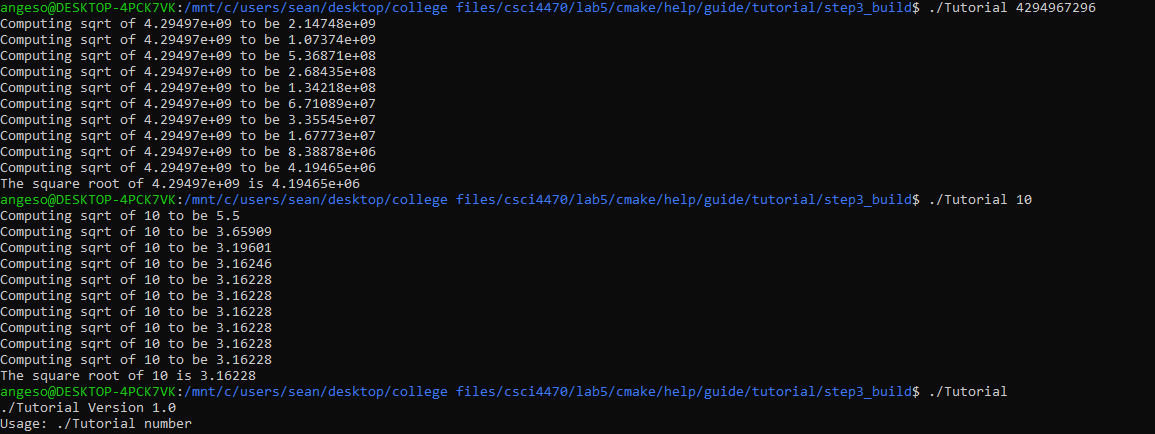 angeso@DESKTOP-4PCK7VK:/mnt/c/users/sean/desktop/college files/csci4470/lab5/cmake/help/guide/tutorial/step3_build$ ./Tutorial 4294967296
Computing sqrt of 4.29497e+09 to be 2.14748e+09
Computing sqrt of 4.29497e+09 to be 1.07374e+09
Computing sqrt of 4.29497e+09 to be 5.36871e+08
Computing sqrt of 4.29497e+09 to be 2.68435e+08
Computing sqrt of 4.29497e+09 to be 1.34218e+08
Computing sqrt of 4.29497e+09 to be 6.71089e+07
Computing sqrt of 4.29497e+09 to be 3.35545e+07
Computing sqrt of 4.29497e+09 to be 1.67773e+07
Computing sqrt of 4.29497e+09 to be 8.38878e+06
Computing sqrt of 4.29497e+09 to be 4.19465e+06
The square root of 4.29497e+09 is 4.19465e+06
angeso@DESKTOP-4PCK7VK:/mnt/c/users/sean/desktop/college files/csci4470/lab5/cmake/help/guide/tutorial/step3_build$ ./Tutorial 10
Computing sqrt of 10 to be 5.5
Computing sqrt of 10 to be 3.65909
Computing sqrt of 10 to be 3.19601
Computing sqrt of 10 to be 3.16246
Computing sqrt of 10 to be 3.16228
Computing sqrt of 10 to be 3.16228
Computing sqrt of 10 to be 3.16228
Computing sqrt of 10 to be 3.16228
Computing sqrt of 10 to be 3.16228
Computing sqrt of 10 to be 3.16228
The square root of 10 is 3.16228
angeso@DESKTOP-4PCK7VK:/mnt/c/users/sean/desktop/college files/csci4470/lab5/cmake/help/guide/tutorial/step3_build$ ./Tutorial
./Tutorial Version 1.0
Usage: ./Tutorial number